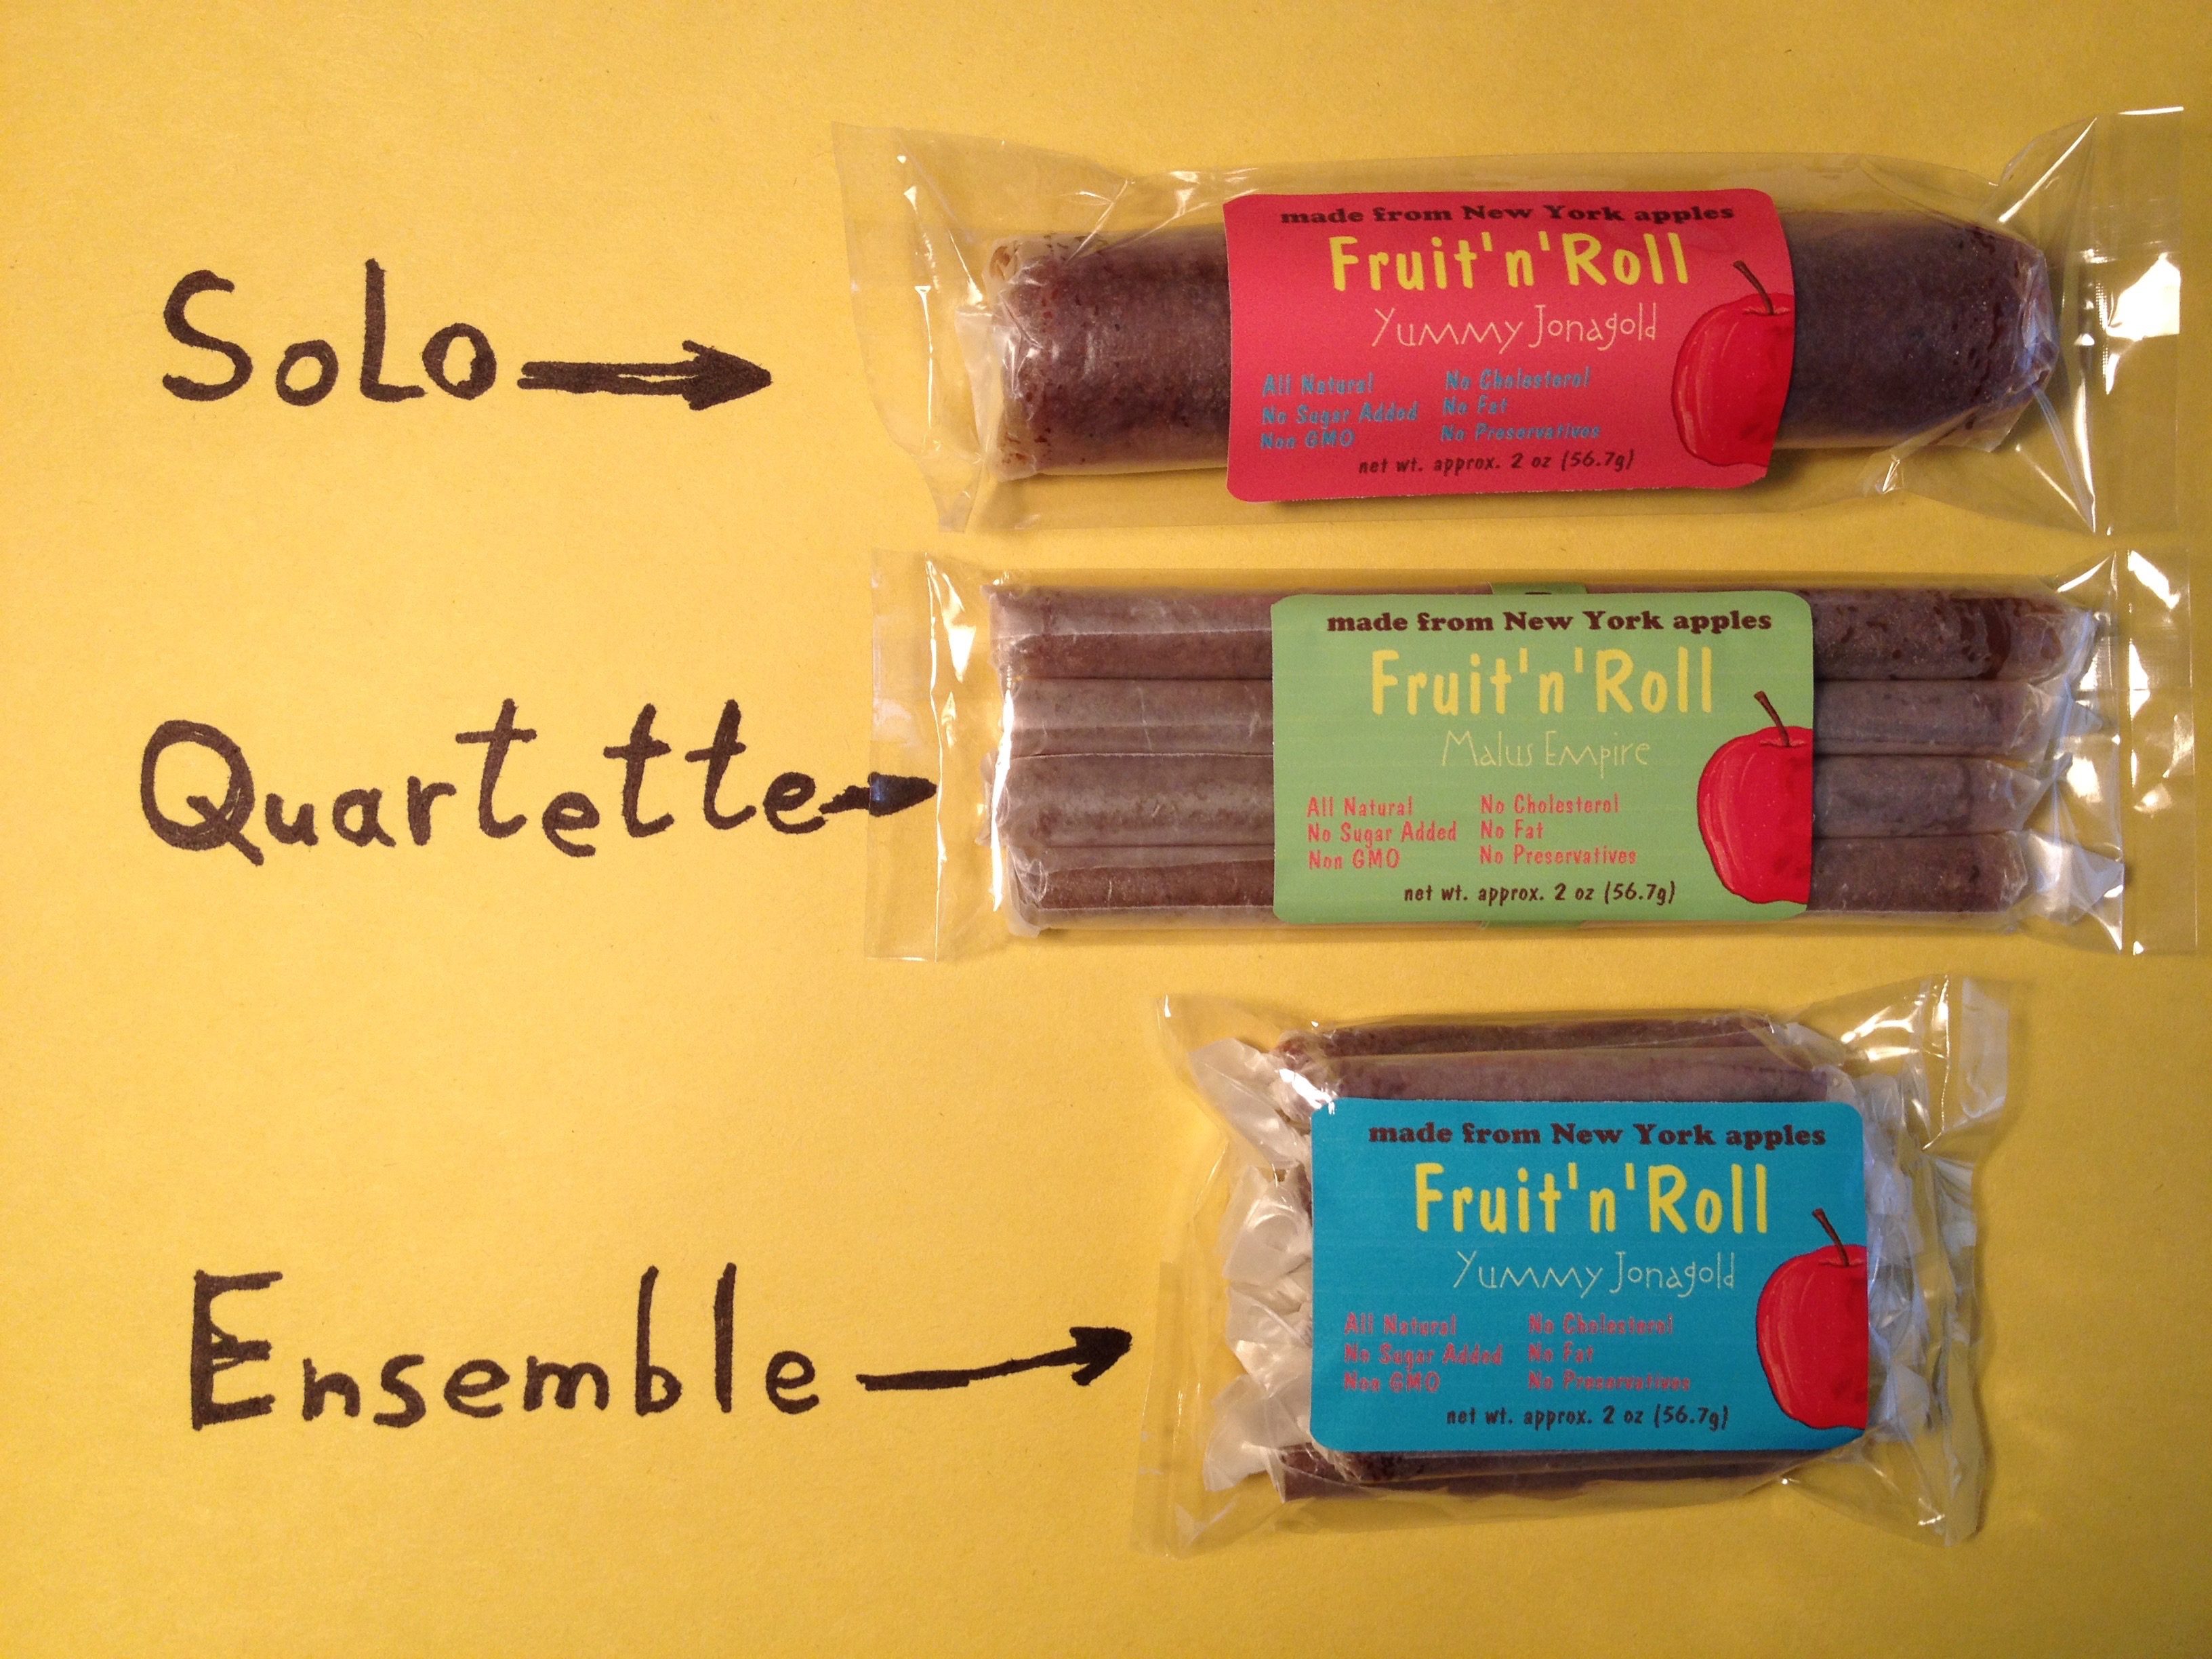 Solo
made from New York apples
Fruit'n'Roll
Yummy Jonagold
All Natural No Cholesterol
No Sugar Added No Fat
Non GMO No Preservatives
net wt. approx. 2 oz (56.7g)
Quartette
made from New York apples
Fruit'n'Roll
Malus Empire
All Natural No Cholesterol
No Sugar Added No Fat
Non GMO No Preservatives
net wt. approx. 2 oz (56.7g)
Ensemble
made from New York apples
Fruit'n'Roll
Yummy Jonagold
All Natural No Cholesterol
No Sugar Added No Fat
Non GMO No Preservatives
net wt. approx. 2 oz (56.7g)